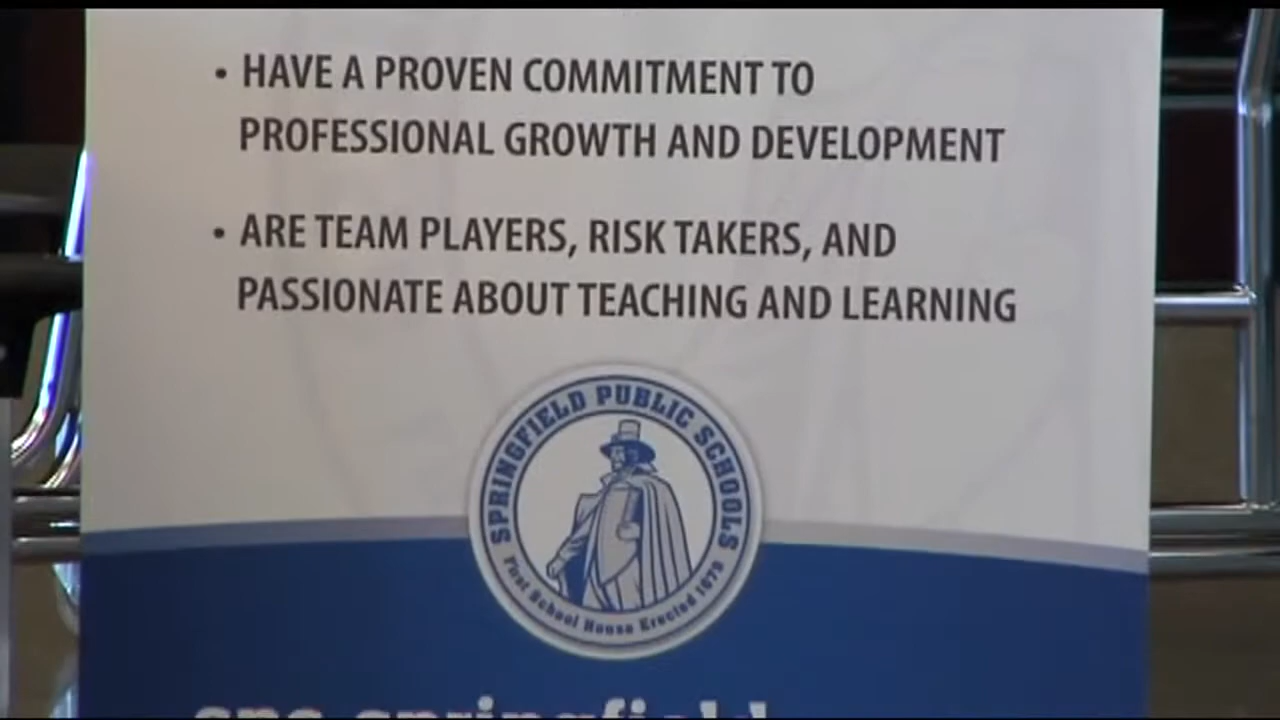 • HAVE A PROVEN COMMITMENT TO
PROFESSIONAL GROWTH AND DEVELOPMENT
• ARE TEAM PLAYERS, RISK TAKERS, AND
PASSIONATE ABOUT TEACHING AND LEARNING
SPRINGFIELD PUBLIC SCHOOLS
First School House Erected 1679